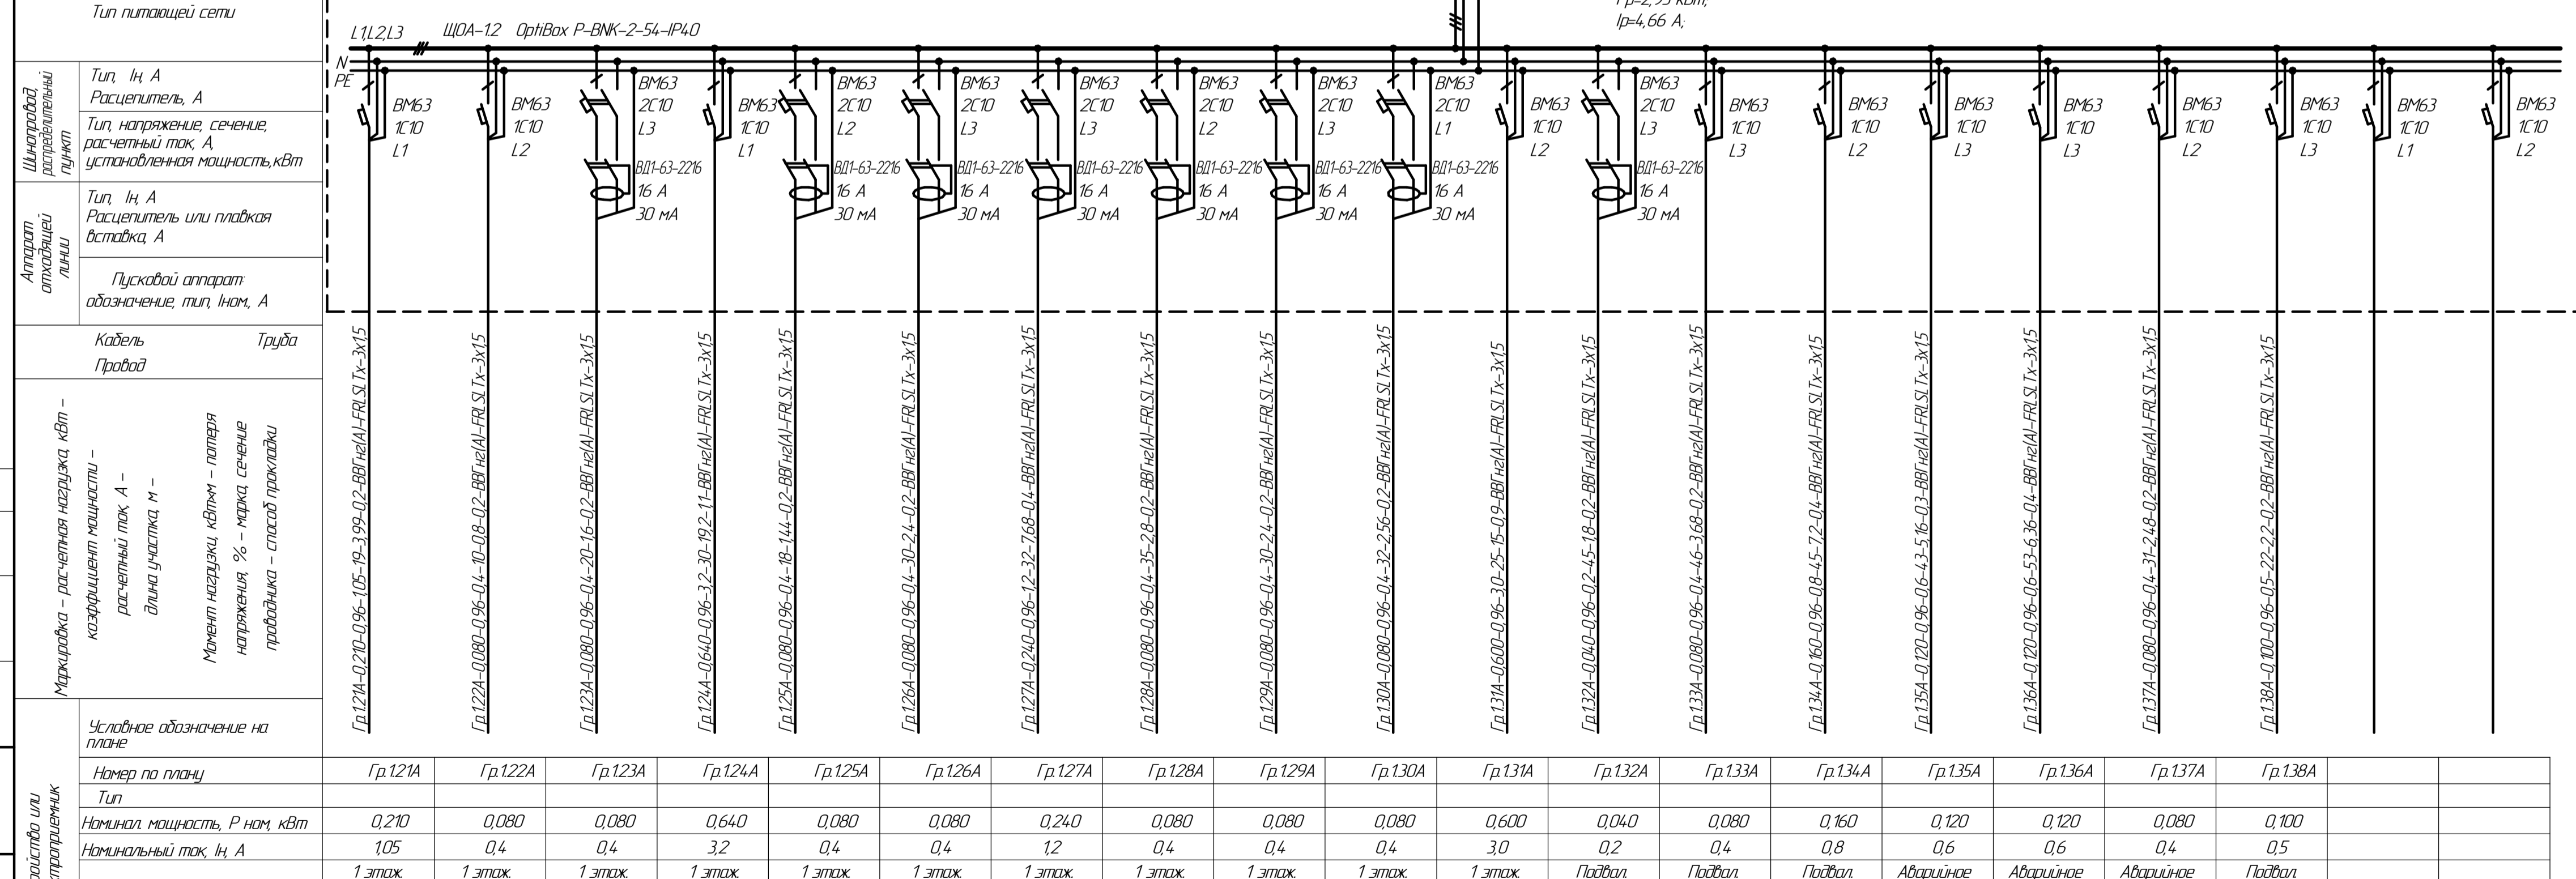 Тип питающей сети
Рр=2,95 кВт;
Iр=4,66 А;
L1,L2,L3
ЩОА-1.2 OptiBox P-BNK-2-54-IP40
N
PE
Шинопровод, распределительный пункт
Тип, Iн, А
Расцепитель, А
Тип, напряжение, сечение,
расчетный ток, А,
установленная мощность,кВт
Аппарат отходящей линии
Тип, Iн, А
Расцепитель или плавкая
вставка, А
Пусковой аппарат:
обозначение, тип, Iном., А
ВМ63
1С10
L1
ВМ63
1С10
L2
ВМ63
2С10
L3
ВД1-63-2216
16 А
30 мА
ВМ63
1С10
L1
ВМ63
2С10
L2
ВД1-63-2216
16 А
30 мА
ВМ63
2С10
L3
ВД1-63-2216
16 А
30 мА
ВМ63
2С10
L3
ВД1-63-2216
16 А
30 мА
ВМ63
2С10
L2
ВД1-63-2216
16 А
30 мА
ВМ63
2С10
L3
ВД1-63-2216
16 А
30 мА
ВМ63
2С10
L1
ВД1-63-2216
16 А
30 мА
ВМ63
1С10
L2
ВМ63
2С10
L3
ВД1-63-2216
16 А
30 мА
ВМ63
1С10
L3
ВМ63
1С10
L2
ВМ63
1С10
L3
ВМ63
1С10
L3
ВМ63
1С10
L2
ВМ63
1С10
L3
ВМ63
1С10
L1
ВМ63
1С10
L2
Кабель Труба
Провод
Маркировка - расчетная нагрузка, кВт -
коэффициент мощности -
расчетный ток, А -
длина участка, м -
Момент нагрузки, кВт×м - потеря
напряжения, % - марка, сечение
проводника - способ прокладки
Гр.1.21А-0,210-0,96-1,05-19-3,99-0,2-ВВГнг(А)-FRLSLTx-3x1,5
Гр.1.22А-0,080-0,96-0,4-10-0,8-0,2-ВВГнг(А)-FRLSLTx-3x1,5
Гр.1.23А-0,080-0,96-0,4-20-1,6-0,2-ВВГнг(А)-FRLSLTx-3x1,5
Гр.1.24А-0,640-0,96-3,2-30-19,2-1,1-ВВГнг(А)-FRLSLTx-3x1,5
Гр.1.25А-0,080-0,96-0,4-18-1,44-0,2-ВВГнг(А)-FRLSLTx-3x1,5
Гр.1.26А-0,080-0,96-0,4-30-2,4-0,2-ВВГнг(А)-FRLSLTx-3x1,5
Гр.1.27А-0,240-0,96-1,2-32-7,68-0,4-ВВГнг(А)-FRLSLTx-3x1,5
Гр.1.28А-0,080-0,96-0,4-35-2,8-0,2-ВВГнг(А)-FRLSLTx-3x1,5
Гр.1.29А-0,080-0,96-0,4-30-2,4-0,2-ВВГнг(А)-FRLSLTx-3x1,5
Гр.1.30А-0,080-0,96-0,4-32-2,56-0,2-ВВГнг(А)-FRLSLTx-3x1,5
Гр.1.31А-0,600-0,96-3,0-25-15-0,9-ВВГнг(А)-FRLSLTx-3x1,5
Гр.1.32А-0,040-0,96-0,2-45-1,8-0,2-ВВГнг(А)-FRLSLTx-3x1,5
Гр.1.33А-0,080-0,96-0,4-46-3,68-0,2-ВВГнг(А)-FRLSLTx-3x1,5
Гр.1.34А-0,160-0,96-0,8-45-7,2-0,4-ВВГнг(А)-FRLSLTx-3x1,5
Гр.1.35А-0,120-0,96-0,6-43-5,16-0,3-ВВГнг(А)-FRLSLTx-3x1,5
Гр.1.36А-0,120-0,96-0,6-53-6,36-0,4-ВВГнг(А)-FRLSLTx-3x1,5
Гр.1.37А-0,080-0,96-0,4-31-2,48-0,2-ВВГнг(А)-FRLSLTx-3x1,5
Гр.1.38А-0,100-0,96-0,5-22-2,2-0,2-ВВГнг(А)-FRLSLTx-3x1,5
Условное обозначение на
плане
Номер по плану Гр.1.21А Гр.1.22А Гр.1.23А Гр.1.24А Гр.1.25А Гр.1.26А Гр.1.27А Гр.1.28А Гр.1.29А Гр.1.30А Гр.1.31А Гр.1.32А Гр.1.33А Гр.1.34А Гр.1.35А Гр.1.36А Гр.1.37А Гр.1.38А
Тип
Номинал. мощность, Р ном, кВт 0,210 0,080 0,080 0,640 0,080 0,080 0,240 0,080 0,080 0,080 0,600 0,040 0,080 0,160 0,120 0,120 0,080 0,100
Номинальный ток, Iн, А 1,05 0,4 0,4 3,2 0,4 0,4 1,2 0,4 0,4 0,4 3,0 0,2 0,4 0,8 0,6 0,6 0,4 0,5
1 этаж. 1 этаж. 1 этаж. 1 этаж. 1 этаж. 1 этаж. 1 этаж. 1 этаж. 1 этаж. 1 этаж. 1 этаж. Подвал. Подвал. Подвал. Аварийное Аварийное Аварийное Подвал.